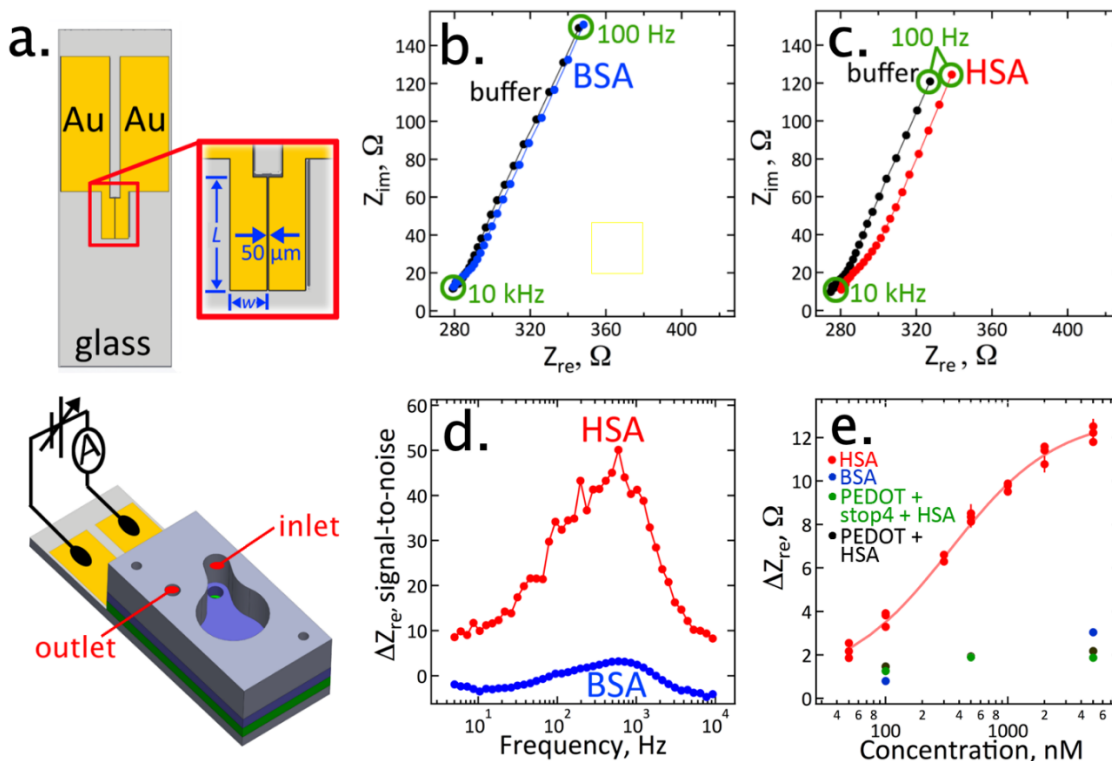 a.
Au Au
L
50 µm
w
glass
A
inlet
outlet
b.
140
120
100
80
60
40
20
0
Z_im, Ω
100 Hz
BSA
buffer
10 kHz
280 320 360 400
Z_re, Ω
c.
140
120
100
80
60
40
20
0
Z_im, Ω
100 Hz
buffer HSA
10 kHz
280 320 360 400
Z_re, Ω
d.
60
50
40
30
20
10
0
ΔZ_re, signal-to-noise
HSA
BSA
10¹ 10² 10³ 10⁴
Frequency, Hz
e.
12
10
8
6
4
2
0
ΔZ_re, Ω
HSA
BSA
PEDOT +
stop4 + HSA
PEDOT +
HSA
4 6 8 2 4 6 8 2 4 6
100 1000
Concentration, nM